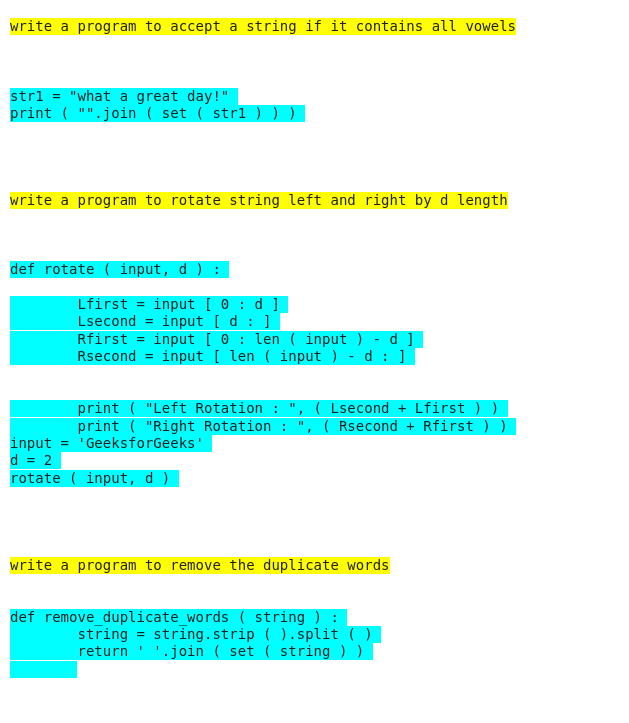 write a program to accept a string if it contains all vowels
str1 = "what a great day!"
print ( "".join ( set ( str1 ) ) )
write a program to rotate string left and right by d length
def rotate ( input, d ) :
        Lfirst = input [ 0 : d ]
        Lsecond = input [ d : ]
        Rfirst = input [ 0 : len ( input ) - d ]
        Rsecond = input [ len ( input ) - d : ]
        print ( "Left Rotation : ", ( Lsecond + Lfirst ) )
        print ( "Right Rotation : ", ( Rsecond + Rfirst ) )
input = 'GeeksforGeeks'
d = 2
rotate ( input, d )
write a program to remove the duplicate words
def remove_duplicate_words ( string ) :
        string = string.strip ( ).split ( )
        return ' '.join ( set ( string ) )